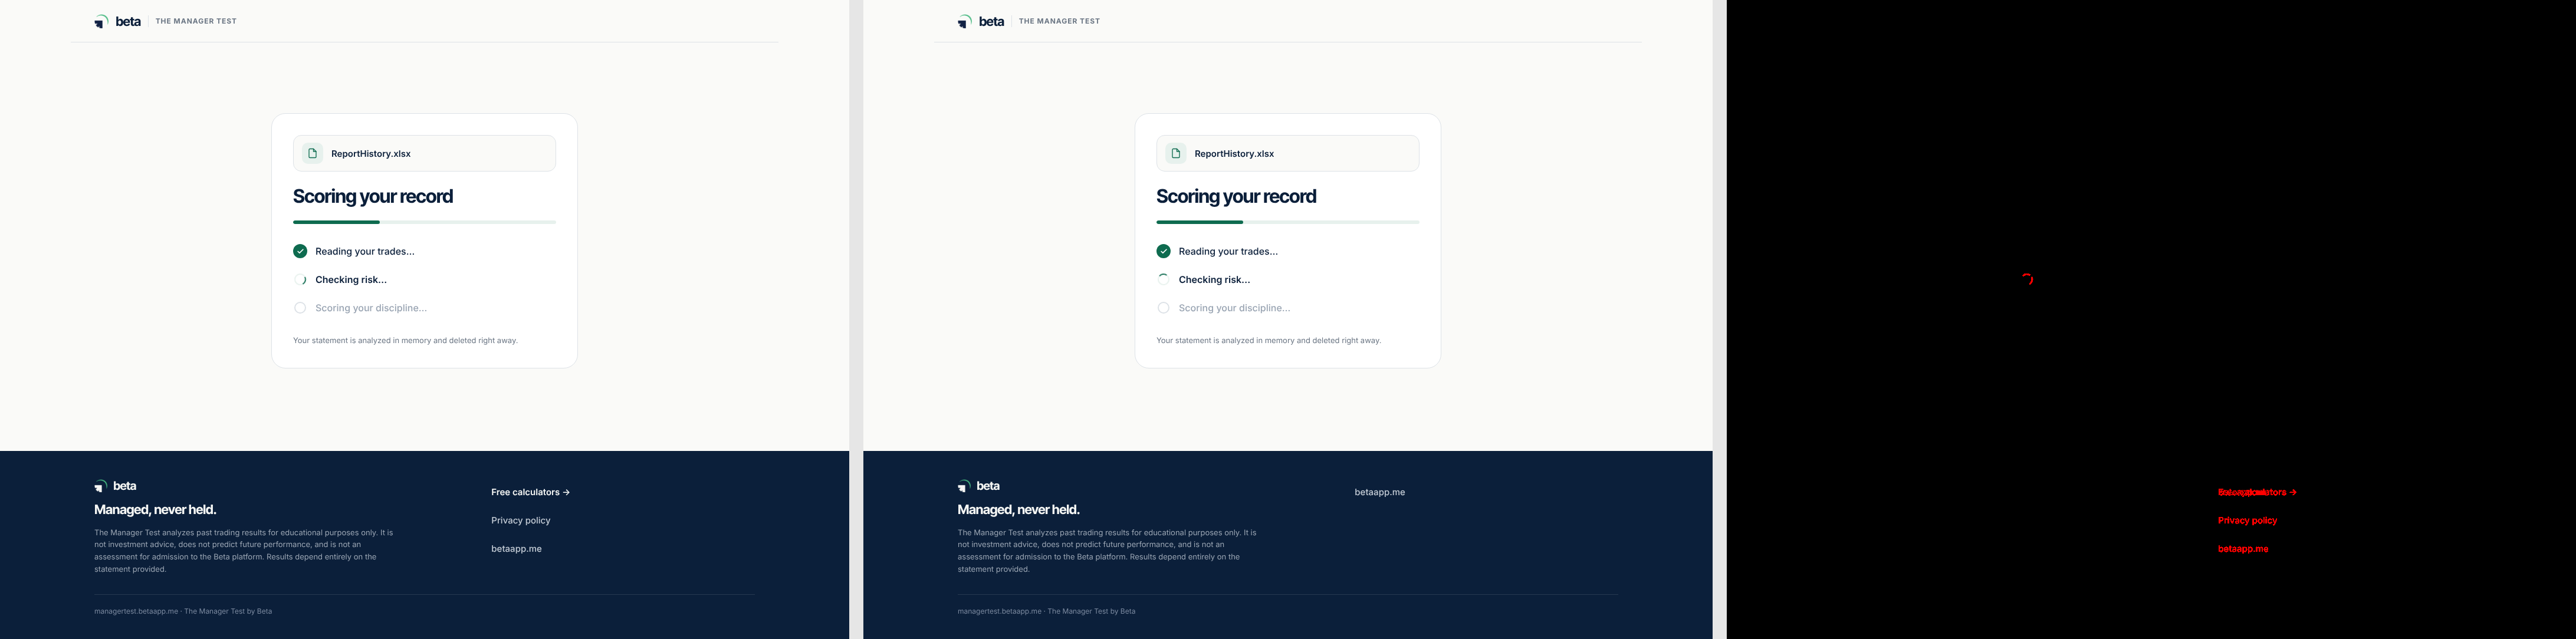 beta THE MANAGER TEST
ReportHistory.xlsx
Scoring your record
Reading your trades...
Checking risk...
Scoring your discipline...
Your statement is analyzed in memory and deleted right away.
beta
Managed, never held.
The Manager Test analyzes past trading results for educational purposes only. It is
not investment advice, does not predict future performance, and is not an
assessment for admission to the Beta platform. Results depend entirely on the
statement provided.
Free calculators →
Privacy policy
betaapp.me
managertest.betaapp.me · The Manager Test by Beta
beta THE MANAGER TEST
ReportHistory.xlsx
Scoring your record
Reading your trades...
Checking risk...
Scoring your discipline...
Your statement is analyzed in memory and deleted right away.
beta
Managed, never held.
The Manager Test analyzes past trading results for educational purposes only. It is
not investment advice, does not predict future performance, and is not an
assessment for admission to the Beta platform. Results depend entirely on the
statement provided.
betaapp.me
managertest.betaapp.me · The Manager Test by Beta
Privacy policy
betaapp.me